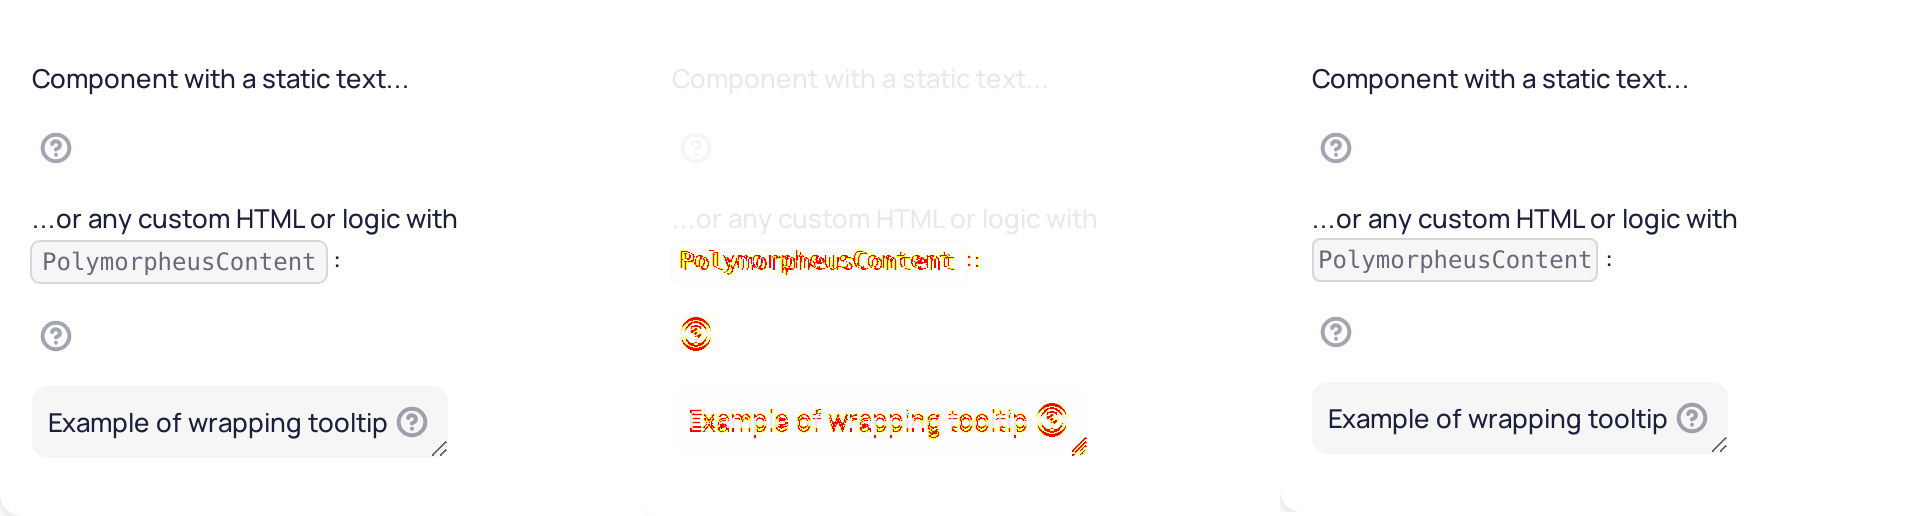 Component with a static text...
?
...or any custom HTML or logic with
PolymorpheusContent :
?
Example of wrapping tooltip ?
Component with a static text...
?
...or any custom HTML or logic with
PolymorpheusContent ::
Example of wrapping tooltip
Component with a static text...
?
...or any custom HTML or logic with
PolymorpheusContent :
?
Example of wrapping tooltip ?